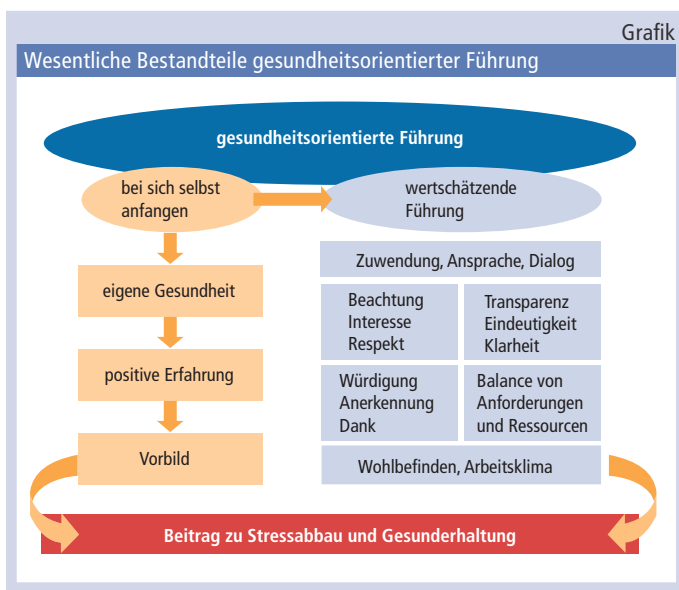 Grafik
Wesentliche Bestandteile gesundheitsorientierter Führung
gesundheitsorientierte Führung
bei sich selbst
anfangen
wertschätzende
Führung
eigene Gesundheit
positive Erfahrung
Vorbild
Zuwendung, Ansprache, Dialog
Beachtung
Interesse
Respekt
Transparenz
Eindeutigkeit
Klarheit
Würdigung
Anerkennung
Dank
Balance von
Anforderungen
und Ressourcen
Wohlbefinden, Arbeitsklima
Beitrag zu Stressabbau und Gesunderhaltung